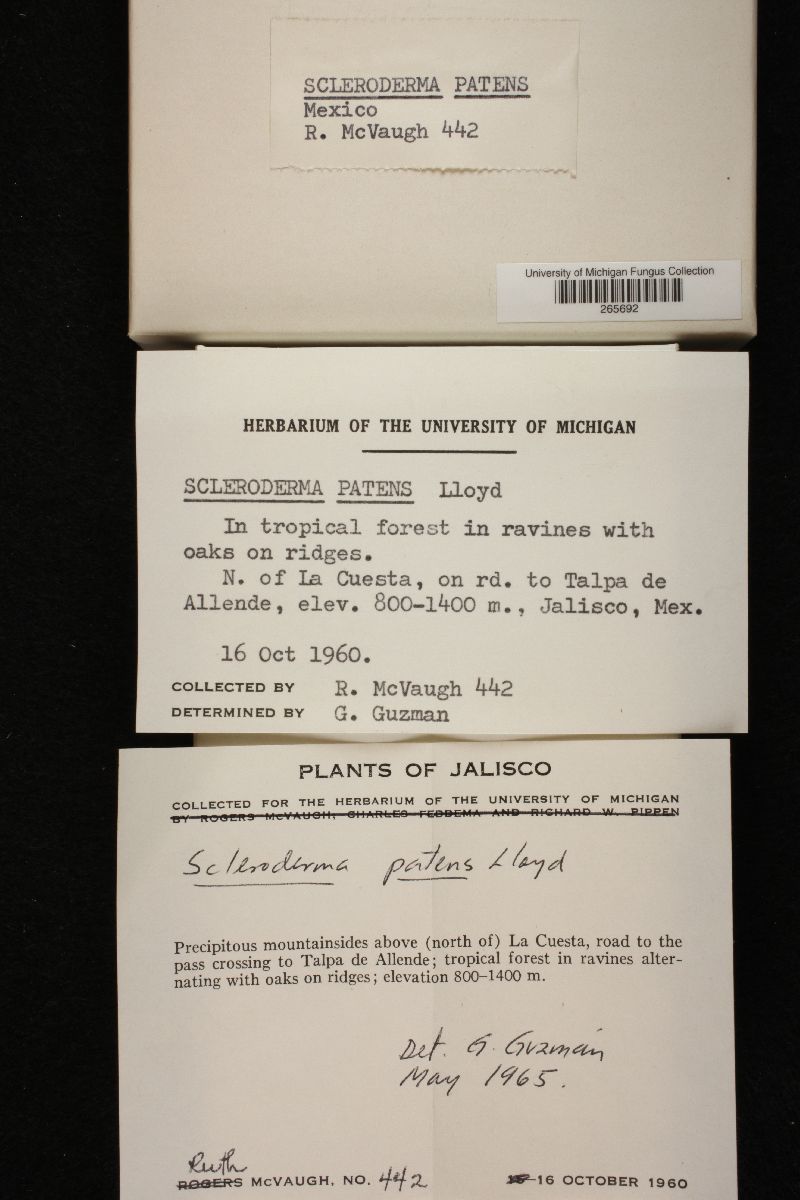 SCLERODERMA PATENS
Mexico
R. McVaugh 442
University of Michigan Fungus Collection
265692
HERBARIUM OF THE UNIVERSITY OF MICHIGAN
SCLERODERMA PATENS Lloyd
In tropical forest in ravines with
oaks on ridges.
N. of La Cuesta, on rd. to Talpa de
Allende, elev. 800-1400 m., Jalisco, Mex.
16 Oct 1960.
COLLECTED BY R. McVaugh 442
DETERMINED BY G. Guzman
PLANTS OF JALISCO
COLLECTED FOR THE HERBARIUM OF THE UNIVERSITY OF MICHIGAN
BY ROGERS McVAUGH, CHARLES FEDDEMA AND RICHARD W. PIPPEN
Scleroderma patens Lloyd
Precipitous mountainsides above (north of) La Cuesta, road to the
pass crossing to Talpa de Allende; tropical forest in ravines alter-
nating with oaks on ridges; elevation 800–1400 m.
Det. G. Guzmán
May 1965.
Ruth
ROGERS McVAUGH, NO. 442 16 OCTOBER 1960